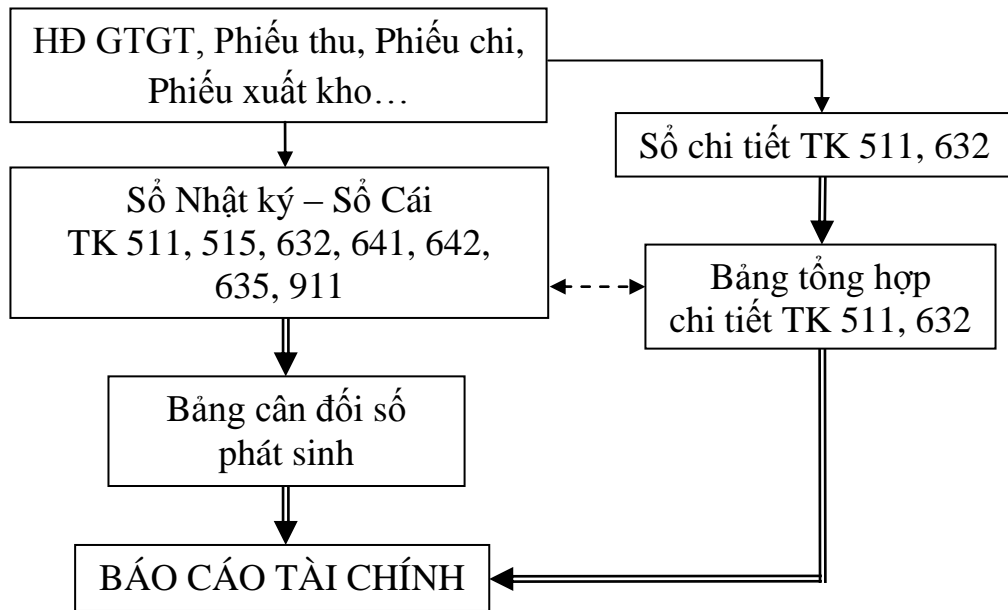 HĐ GTGT, Phiếu thu, Phiếu chi,
Phiếu xuất kho…
Sổ chi tiết TK 511, 632
Sổ Nhật ký – Sổ Cái
TK 511, 515, 632, 641, 642,
635, 911
Bảng tổng hợp
chi tiết TK 511, 632
Bảng cân đối số
phát sinh
BÁO CÁO TÀI CHÍNH